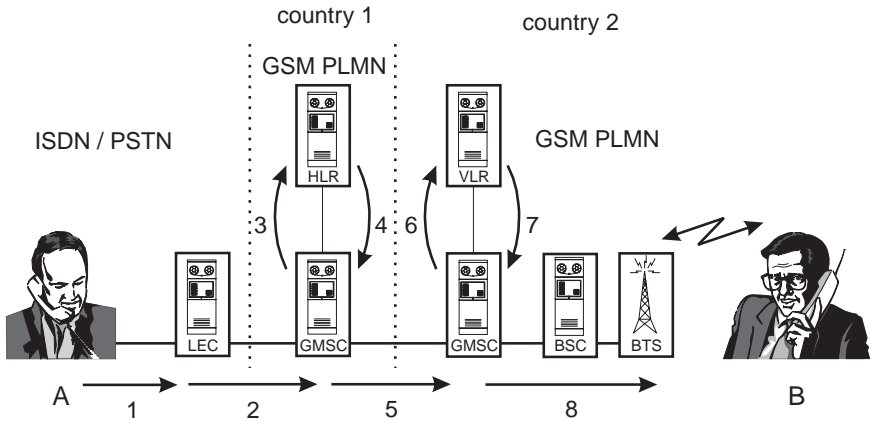 country 1
country 2
GSM PLMN
ISDN / PSTN
GSM PLMN
HLR
VLR
3
4
6
7
LEC
GMSC
GMSC
BSC
BTS
A
B
1
2
5
8